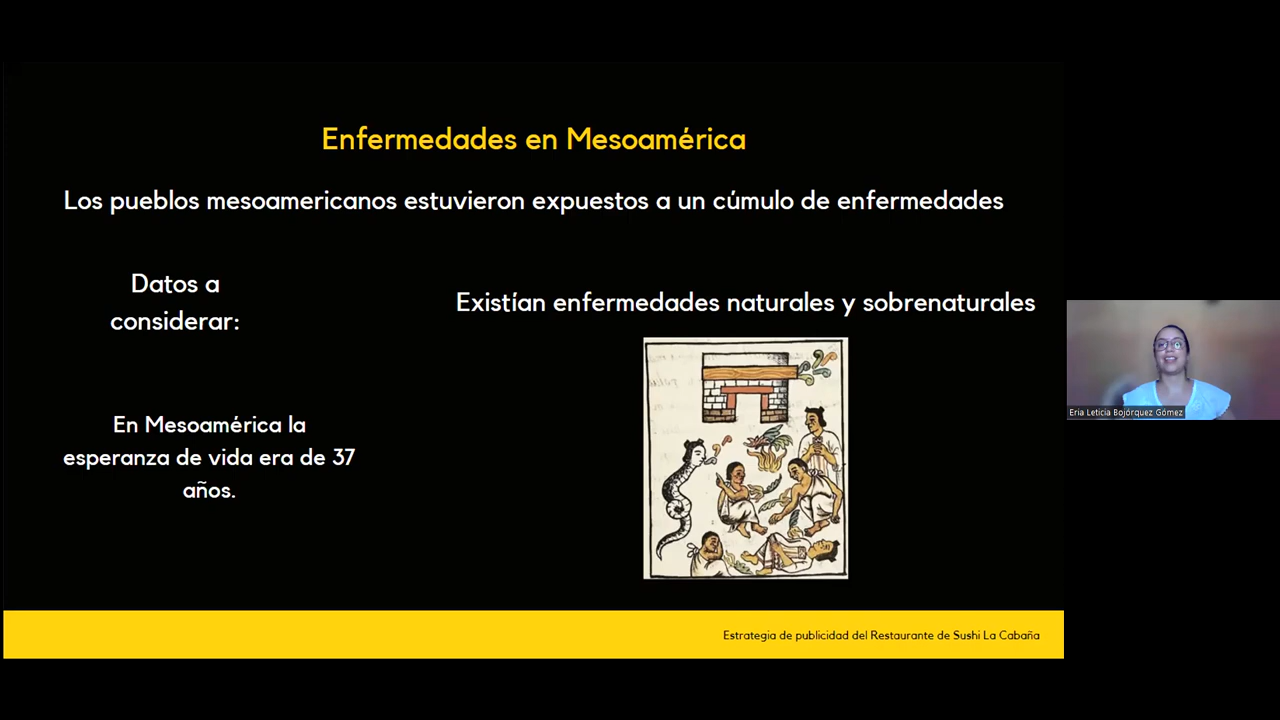 Enfermedades en Mesoamérica
Los pueblos mesoamericanos estuvieron expuestos a un cúmulo de enfermedades
Datos a
considerar:
Existían enfermedades naturales y sobrenaturales
En Mesoamérica la
esperanza de vida era de 37
años.
Estrategia de publicidad del Restaurante de Sushi La Cabaña
Eria Leticia Bojórquez Gómez